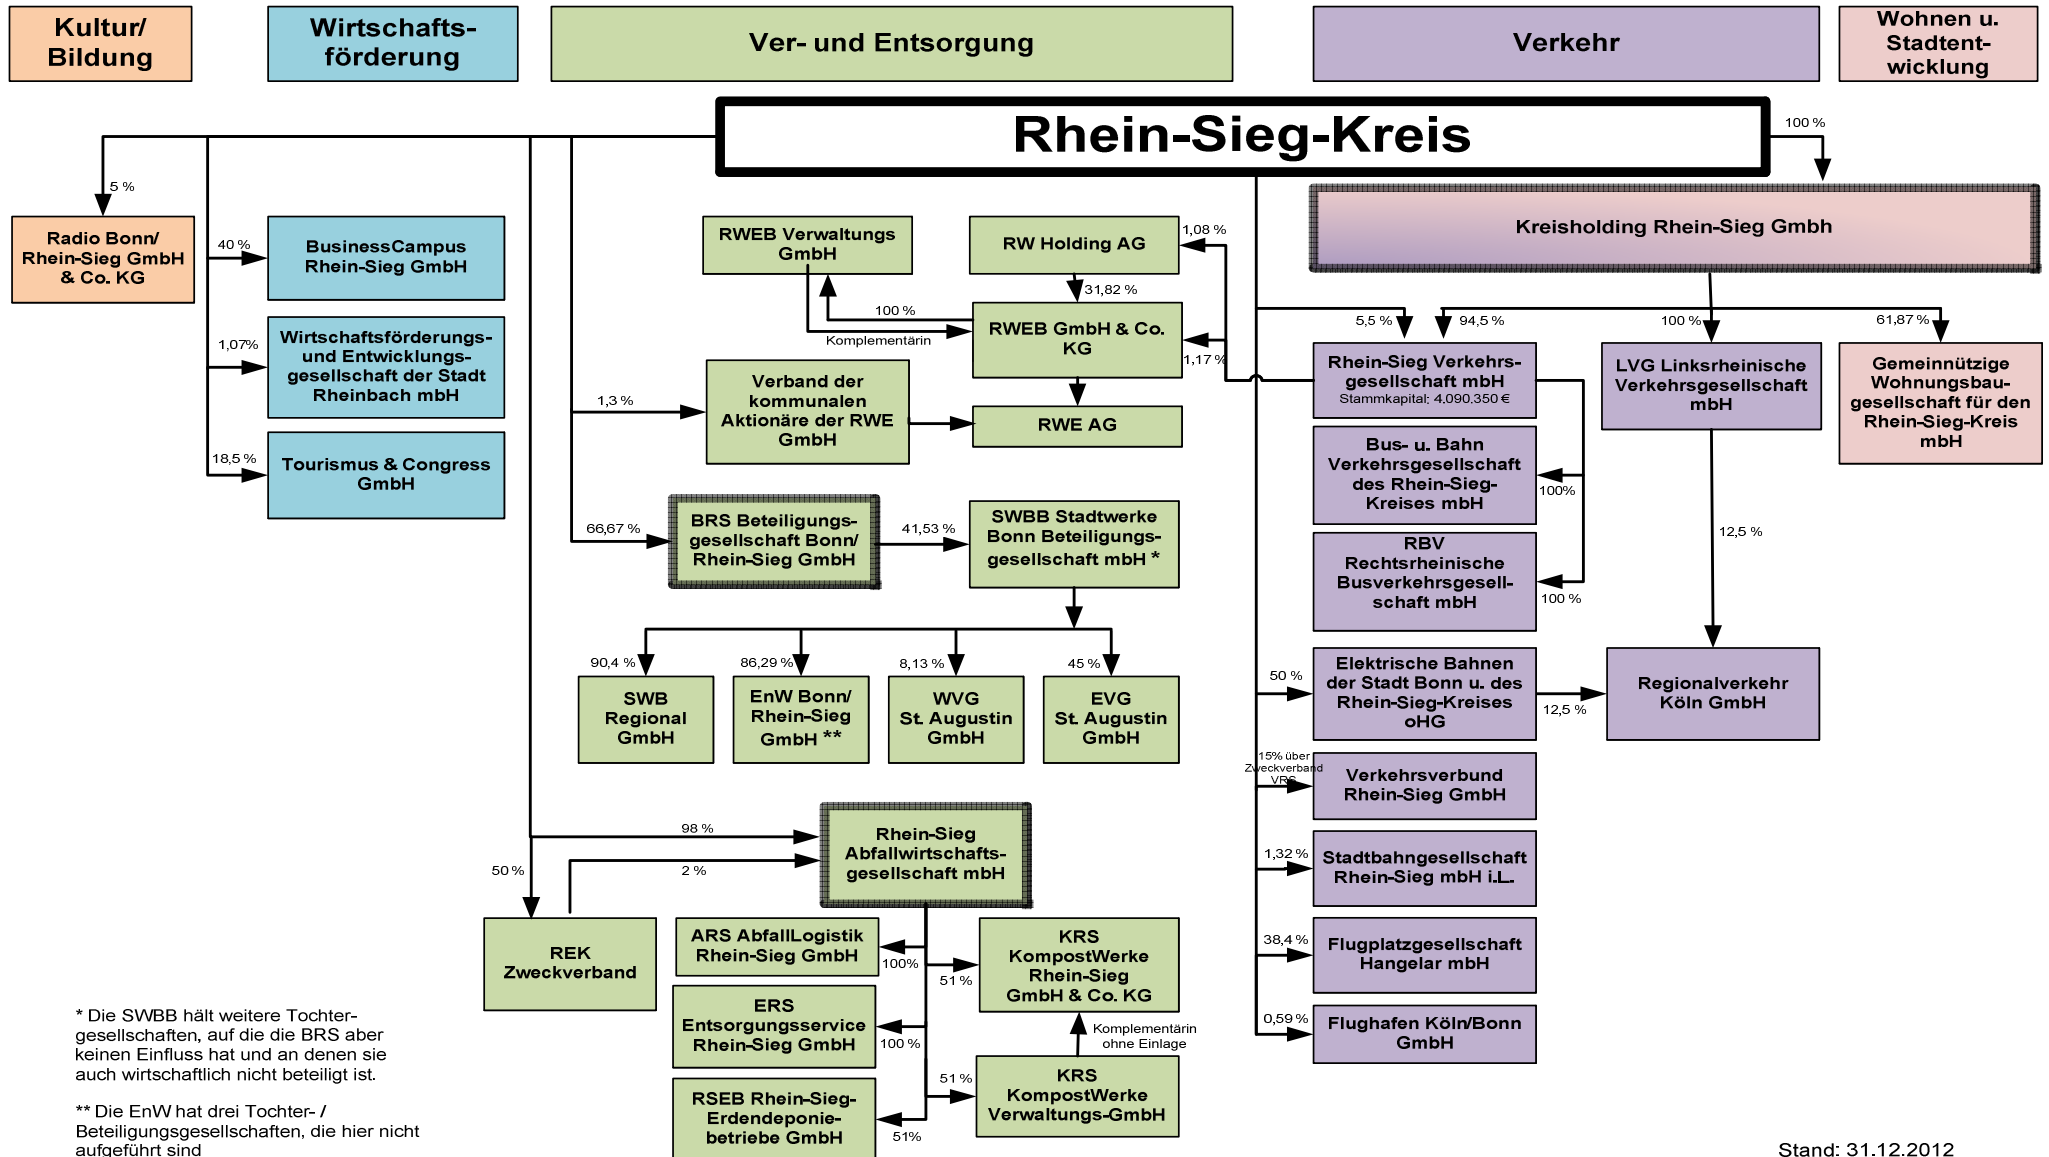 Kultur/
Bildung
Wirtschafts-
förderung
Ver- und Entsorgung
Verkehr
Wohnen u.
Stadtent-
wicklung
Rhein-Sieg-Kreis
100 %
5 %
Radio Bonn/
Rhein-Sieg GmbH
& Co. KG
40 %
BusinessCampus
Rhein-Sieg GmbH
1,07%
Wirtschaftsförderungs-
und Entwicklungs-
gesellschaft der Stadt
Rheinbach mbH
18,5 %
Tourismus & Congress
GmbH
RWEB Verwaltungs
GmbH
RW Holding AG
1,08%
31,82 %
100 %
Komplementärin
RWEB GmbH & Co.
KG
1,17%
1,3 %
Verband der
kommunalen
Aktionäre der RWE
GmbH
RWE AG
66,67 %
BRS Beteiligungs-
gesellschaft Bonn/
Rhein-Sieg GmbH
41,53 %
SWBB Stadtwerke
Bonn Beteiligungs-
gesellschaft mbH *
90,4 %
86,29 %
8,13 %
45 %
SWB
Regional
GmbH
EnW Bonn/
Rhein-Sieg
GmbH **
WVG
St. Augustin
GmbH
EVG
St. Augustin
GmbH
98 %
2 %
50 %
Rhein-Sieg
Abfallwirtschafts-
gesellschaft mbH
REK
Zweckverband
ARS AbfallLogistik
Rhein-Sieg GmbH
100%
51 %
KRS
KompostWerke
Rhein-Sieg
GmbH & Co. KG
ERS
Entsorgungsservice
Rhein-Sieg GmbH
100 %
Komplementärin
ohne Einlage
51 %
KRS
KompostWerke
Verwaltungs-GmbH
RSEB Rhein-Sieg-
Erdendeponie-
betriebe GmbH
51%
Kreisholding Rhein-Sieg Gmbh
5,5 %
94,5 %
100 %
61,87 %
Rhein-Sieg Verkehrs-
gesellschaft mbH
Stammkapital: 4.090.350 €
LVG Linksrheinische
Verkehrsgesellschaft
mbH
Gemeinnützige
Wohnungsbau-
gesellschaft für den
Rhein-Sieg-Kreis
mbH
Bus- u. Bahn
Verkehrsgesellschaft
des Rhein-Sieg-
Kreises mbH
100%
RBV
Rechtsrheinische
Busverkehrsgesell-
schaft mbH
100 %
12,5 %
50 %
Elektrische Bahnen
der Stadt Bonn u. des
Rhein-Sieg-Kreises
oHG
12,5 %
Regionalverkehr
Köln GmbH
15% über
Zweckverband
VRS
Verkehrsverbund
Rhein-Sieg GmbH
1,32 %
Stadtbahngesellschaft
Rhein-Sieg mbH i.L.
38,4 %
Flugplatzgesellschaft
Hangelar mbH
0,59 %
Flughafen Köln/Bonn
GmbH
* Die SWBB hält weitere Tochter-
gesellschaften, auf die die BRS aber
keinen Einfluss hat und an denen sie
auch wirtschaftlich nicht beteiligt ist.
** Die EnW hat drei Tochter- /
Beteiligungsgesellschaften, die hier nicht
aufgeführt sind
Stand: 31.12.2012